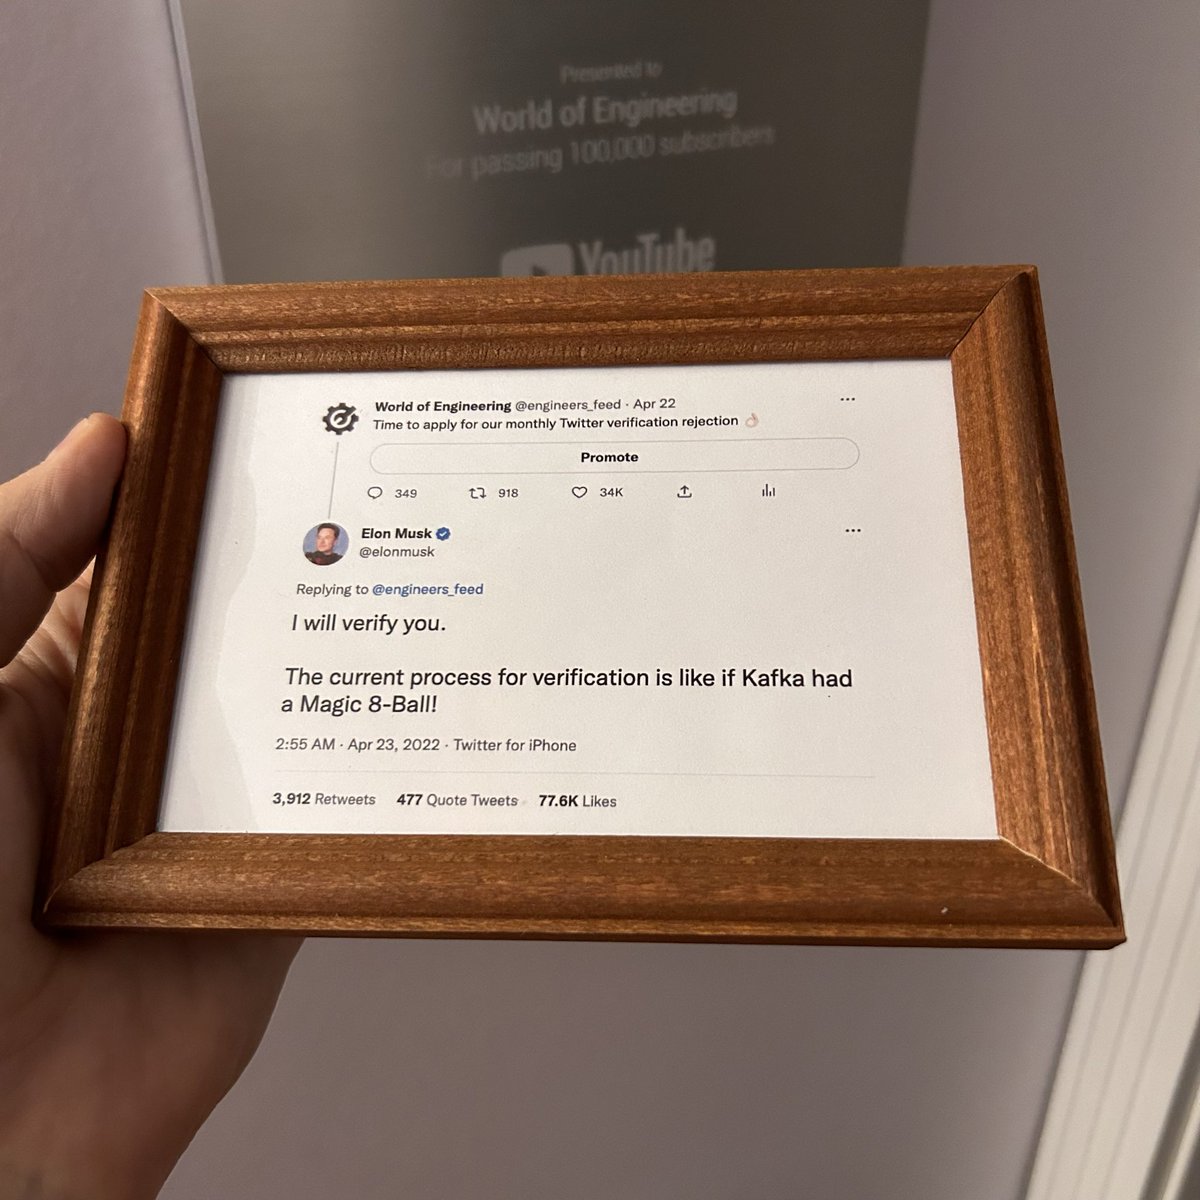 Presented to
World of Engineering
For passing 100,000 subscribers
YouTube
World of Engineering @engineers_feed · Apr 22
Time to apply for our monthly Twitter verification rejection 👌🏻
Promote
349 918 34K
Elon Musk
@elonmusk
Replying to @engineers_feed
I will verify you.
The current process for verification is like if Kafka had
a Magic 8-Ball!
2:55 AM · Apr 23, 2022 · Twitter for iPhone
3,912 Retweets 477 Quote Tweets 77.6K Likes